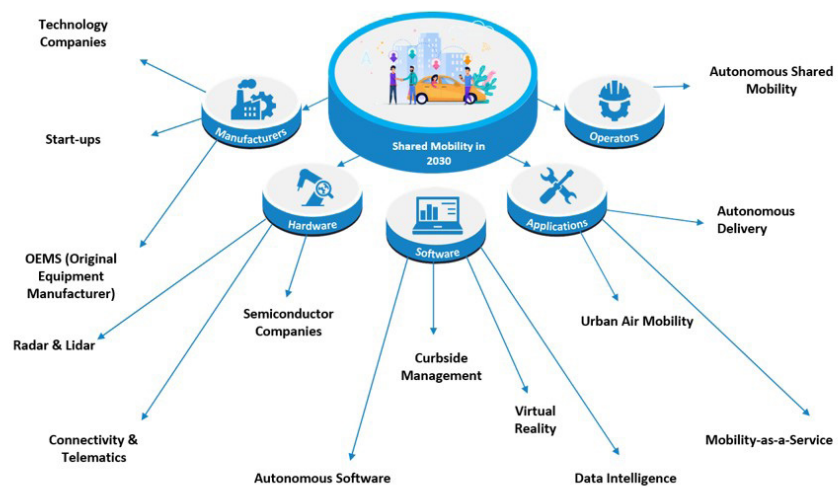 Technology
Companies
Start-ups
OEMS (Original
Equipment
Manufacturer)
Manufacturers
Shared Mobility in
2030
Operators
Autonomous Shared
Mobility
Hardware
Radar & Lidar
Connectivity &
Telematics
Semiconductor
Companies
Software
Autonomous Software
Curbside
Management
Virtual
Reality
Data Intelligence
Applications
Autonomous
Delivery
Urban Air Mobility
Mobility-as-a-Service